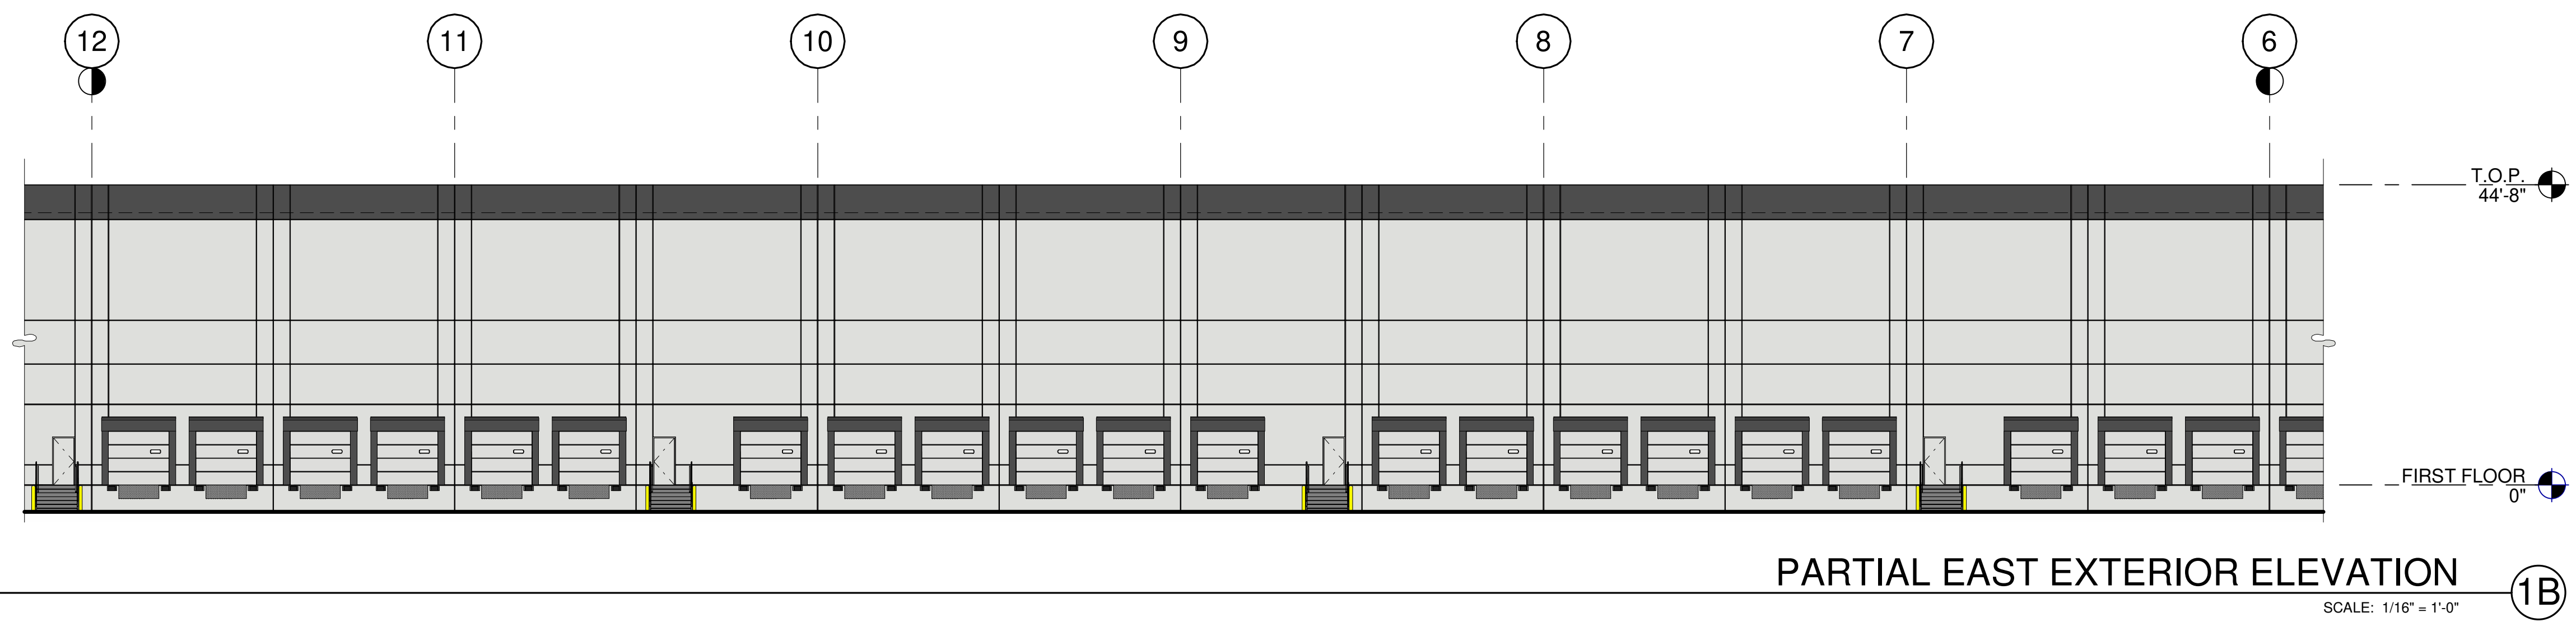 12 11 10 9 8 7 6
T.O.P.
44'-8"
FIRST FLOOR
0"
PARTIAL EAST EXTERIOR ELEVATION
1B
SCALE: 1/16" = 1'-0"